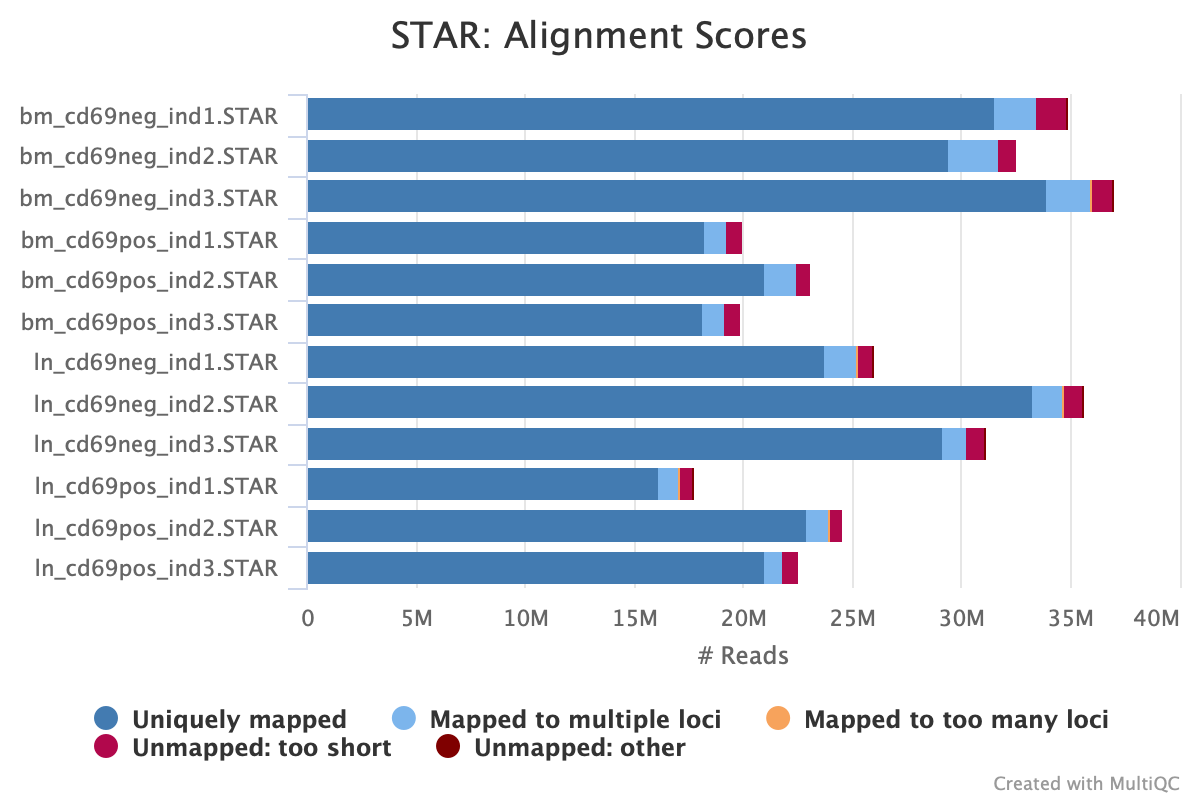 STAR: Alignment Scores
bm_cd69neg_ind1.STAR
bm_cd69neg_ind2.STAR
bm_cd69neg_ind3.STAR
bm_cd69pos_ind1.STAR
bm_cd69pos_ind2.STAR
bm_cd69pos_ind3.STAR
ln_cd69neg_ind1.STAR
ln_cd69neg_ind2.STAR
ln_cd69neg_ind3.STAR
ln_cd69pos_ind1.STAR
ln_cd69pos_ind2.STAR
ln_cd69pos_ind3.STAR
0 5M 10M 15M 20M 25M 30M 35M 40M
# Reads
Uniquely mapped Mapped to multiple loci Mapped to too many loci
Unmapped: too short Unmapped: other
Created with MultiQC